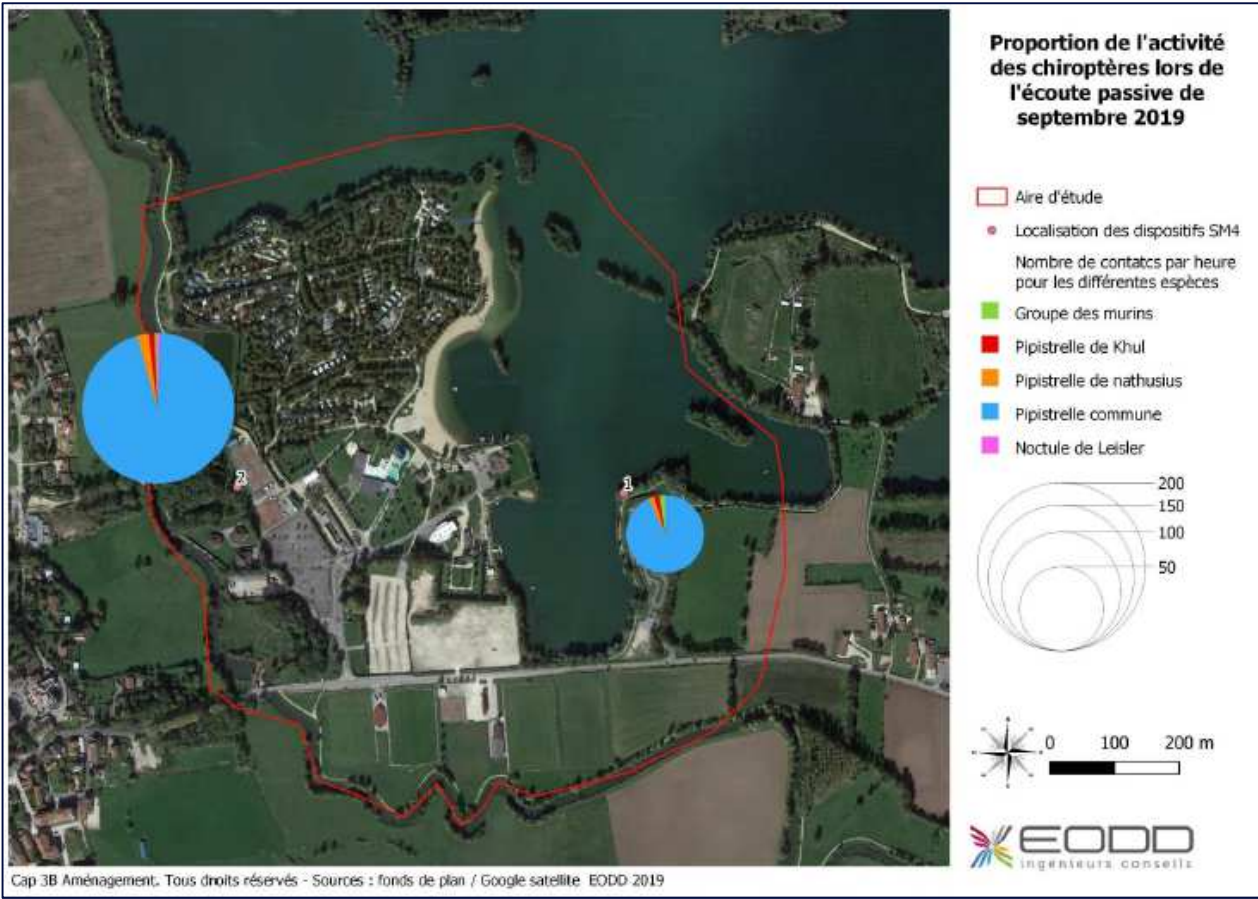 Proportion de l'activité
des chiroptères lors de
l'écoute passive de
septembre 2019
Aire d'étude
Localisation des dispositifs SM4
Nombre de contatcs par heure
pour les différentes espèces
Groupe des murins
Pipistrelle de Khul
Pipistrelle de nathusius
Pipistrelle commune
Noctule de Leisler
200
150
100
50
0 100 200 m
EODD
ingénieurs conseils
2
1
Cap 3B Aménagement. Tous droits réservés - Sources : fonds de plan / Google satellite EODD 2019